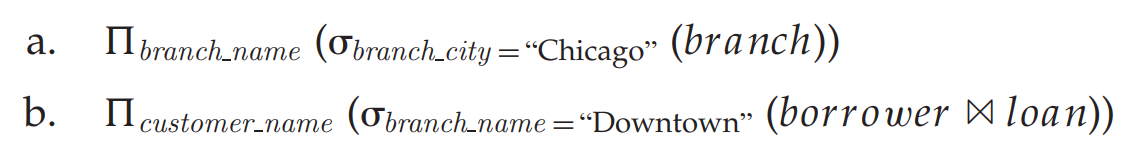 a. Π branch_name (σ branch_city = “Chicago” (branch))
b. Π customer_name (σ branch_name = “Downtown” (borrower ⋈ loan))